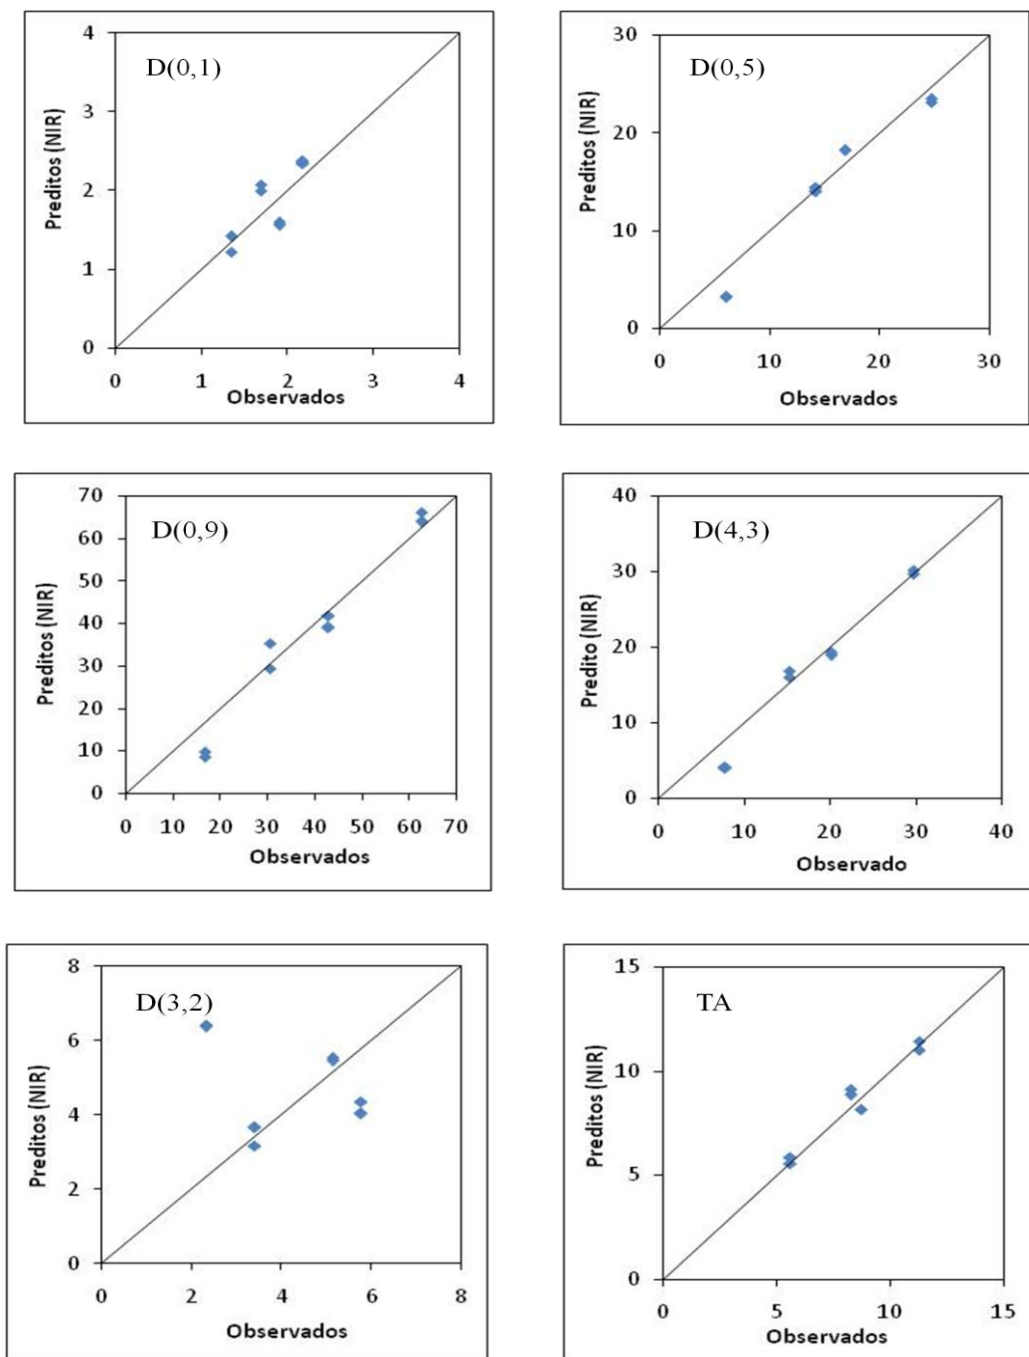 D(0,1)
Preditos (NIR)
4
3
2
1
0
0 1 2 3 4
Observados
D(0,5)
Preditos (NIR)
30
20
10
0
0 10 20 30
Observados
D(0,9)
Preditos (NIR)
70
60
50
40
30
20
10
0
0 10 20 30 40 50 60 70
Observados
D(4,3)
Predito (NIR)
40
30
20
10
0
0 10 20 30 40
Observado
D(3,2)
Preditos (NIR)
8
6
4
2
0
0 2 4 6 8
Observados
TA
Preditos (NIR)
15
10
5
0
0 5 10 15
Observados